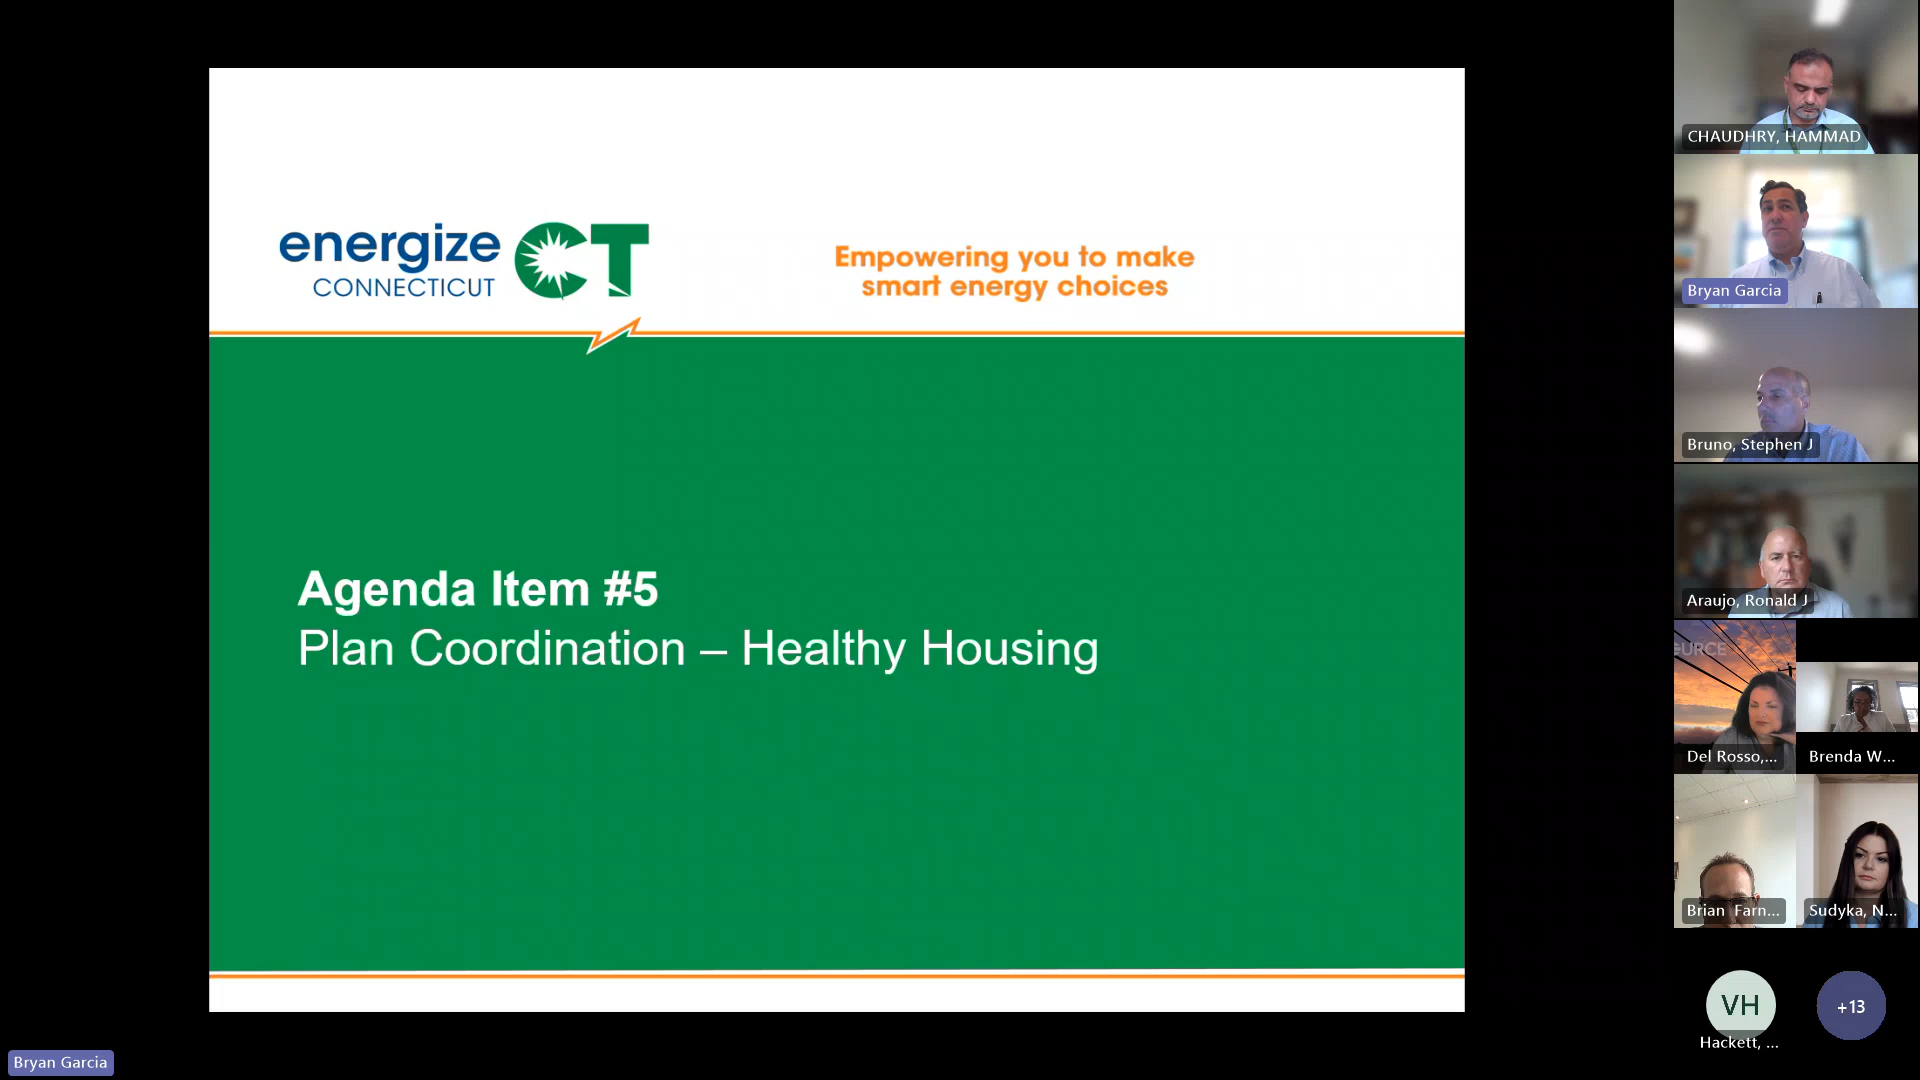 energize CT
CONNECTICUT
Empowering you to make
smart energy choices
Agenda Item #5
Plan Coordination – Healthy Housing
Bryan Garcia
CHAUDHRY, HAMMAD
Bryan Garcia
Bruno, Stephen J
Araujo, Ronald J
URCE
Del Rosso,...
Brenda W...
Brian Farn...
Sudyka, N...
VH
+13
Hackett, ...